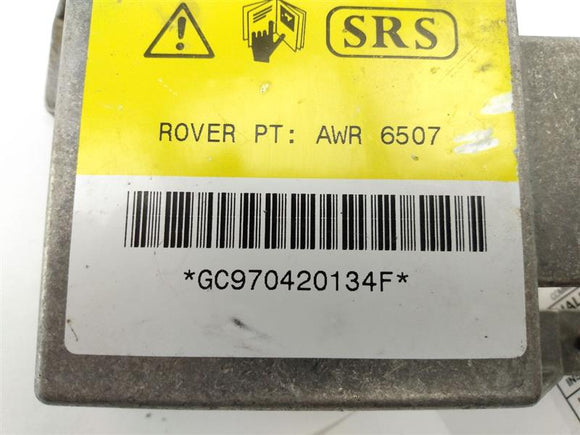 SRS
ROVER PT: AWR 6507
*GC970420134F*